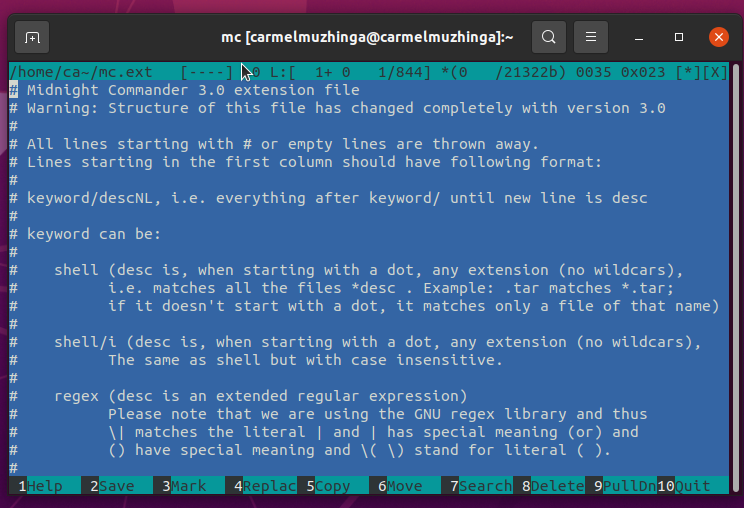 mc [carmelmuzhinga@carmelmuzhinga]:~
/home/ca~/mc.ext   [----]  0 L:[  1+ 0   1/844] *(0   /21322b) 0035 0x023 [*][X]
# Midnight Commander 3.0 extension file
# Warning: Structure of this file has changed completely with version 3.0
#
# All lines starting with # or empty lines are thrown away.
# Lines starting in the first column should have following format:
#
# keyword/descNL, i.e. everything after keyword/ until new line is desc
#
# keyword can be:
#
#    shell (desc is, when starting with a dot, any extension (no wildcars),
#          i.e. matches all the files *desc . Example: .tar matches *.tar;
#          if it doesn't start with a dot, it matches only a file of that name)
#
#    shell/i (desc is, when starting with a dot, any extension (no wildcars),
#          The same as shell but with case insensitive.
#
#    regex (desc is an extended regular expression)
#          Please note that we are using the GNU regex library and thus
#          \| matches the literal | and | has special meaning (or) and
#          () have special meaning and \( \) stand for literal ( ).
#
1Help 2Save 3Mark 4Replac 5Copy 6Move 7Search 8Delete 9PullDn 10Quit